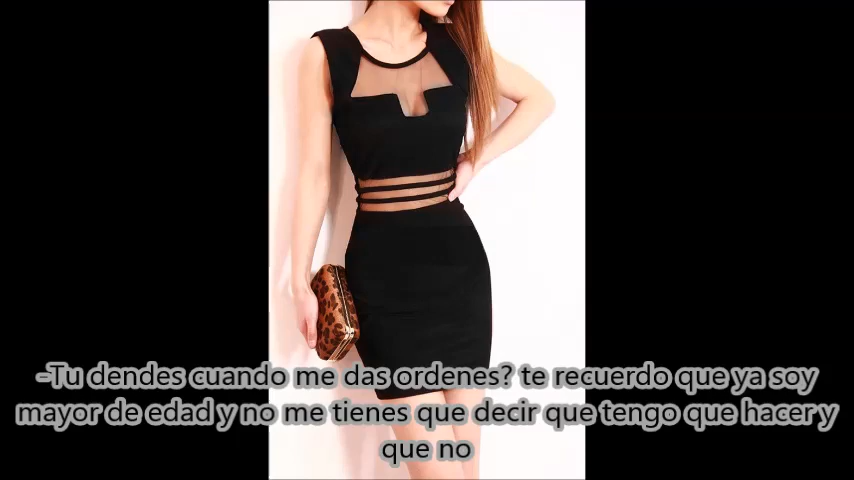 -Tu dendes cuando me das ordenes? te recuerdo que ya soy
mayor de edad y no me tienes que decir que tengo que hacer y
que no